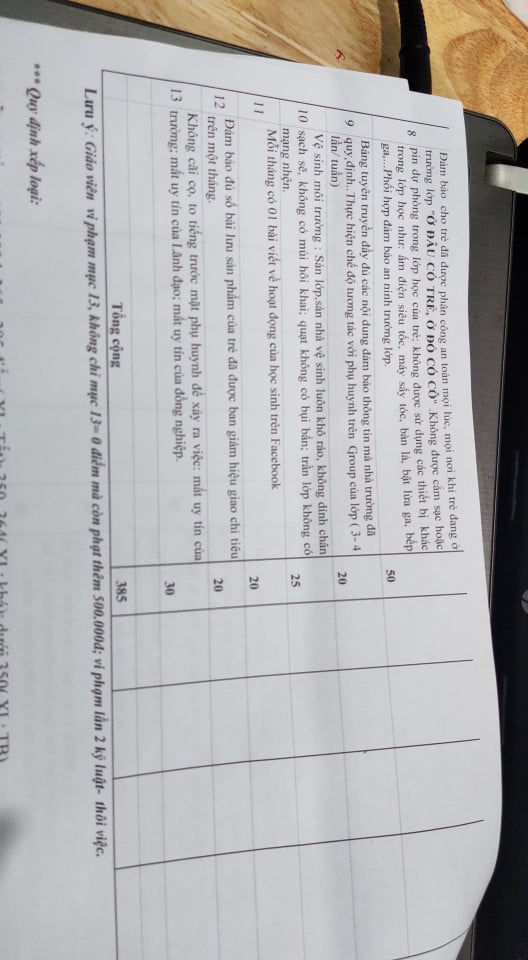 Đảm bảo cho trẻ đã được phân công an toàn mọi lúc, mọi nơi khi trẻ đang ở
trường lớp "Ở ĐÂU CÓ TRẺ, Ở ĐÓ CÓ CÔ" .Không được cắm sạc hoặc
8 pin dự phòng trong lớp học của trẻ; không được sử dụng các thiết bị khác
trong lớp học như: ấm điện siêu tốc, máy sấy tóc, bàn là, bật lửa ga, bếp
ga,...Phối hợp đảm bảo an ninh trường lớp. 50
Bảng tuyên truyền đầy đủ các nội dung đảm bảo thông tin mà nhà trường đã
9 quy định..Thực hiện chế độ tương tác với phụ huynh trên Group của lớp ( 3- 4
lần/ tuần) 20
Vệ sinh môi trường : Sàn lớp,sàn nhà vệ sinh luôn khô ráo, không dính chân
10 sạch sẽ, không có mùi hôi khai; quạt không có bụi bẩn; trần lớp không có
mạng nhện. 25
Mỗi tháng có 01 bài viết về hoạt động của học sinh trên Facebook
11 20
Đảm bảo đủ số bài lưu sản phẩm của trẻ đã được ban giám hiệu giao chỉ tiêu
12 trên một tháng. 20
Không cãi cọ, to tiếng trước mặt phụ huynh để xảy ra việc: mất uy tín của
13 trường; mất uy tín của Lãnh đạo; mất uy tín của đồng nghiệp. 30
Tổng cộng 385
Lưu ý: Giáo viên vi phạm mục 13, không chỉ mục 13= 0 điểm mà còn phạt thêm 500.000đ; vi phạm lần 2 kỷ luật- thôi việc.
*** Quy định xếp loại: